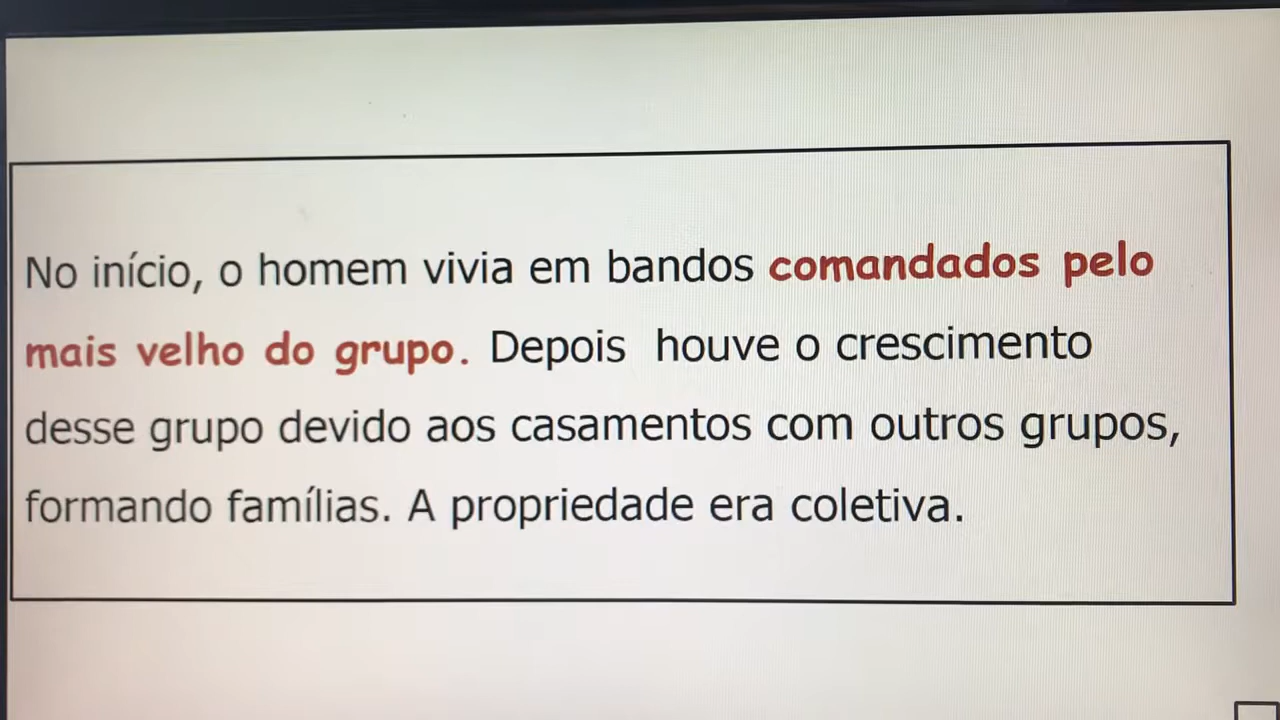 No início, o homem vivia em bandos comandados pelo
mais velho do grupo. Depois houve o crescimento
desse grupo devido aos casamentos com outros grupos,
formando famílias. A propriedade era coletiva.